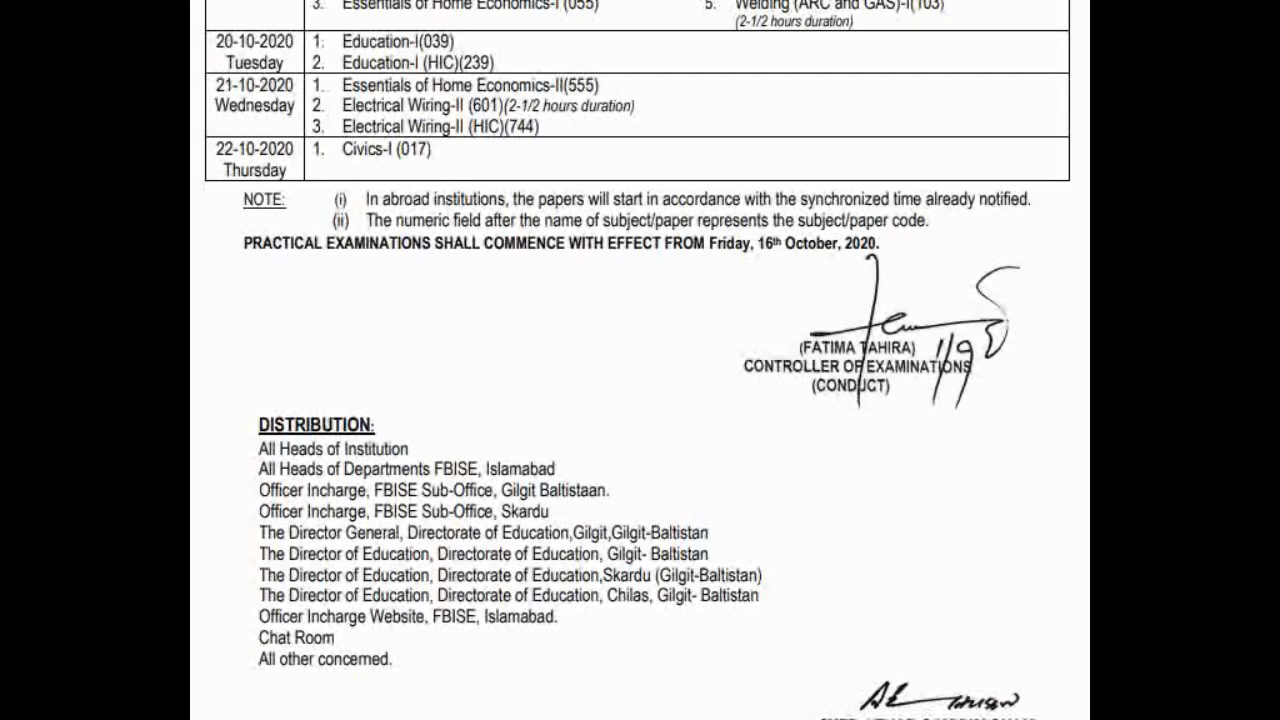 3. Essentials of Home Economics-I (055) 5. Welding (ARC and GAS)-I(103)
(2-1/2 hours duration)
20-10-2020 1. Education-I(039)
Tuesday 2. Education-I (HIC)(239)
21-10-2020 1. Essentials of Home Economics-II(555)
Wednesday 2. Electrical Wiring-II (601)(2-1/2 hours duration)
3. Electrical Wiring-II (HIC)(744)
22-10-2020 1. Civics-I (017)
Thursday
NOTE: (i) In abroad institutions, the papers will start in accordance with the synchronized time already notified.
(ii) The numeric field after the name of subject/paper represents the subject/paper code.
PRACTICAL EXAMINATIONS SHALL COMMENCE WITH EFFECT FROM Friday, 16th October, 2020.
(FATIMA TAHIRA)
CONTROLLER OF EXAMINATIONS
(CONDUCT)
1/9
DISTRIBUTION:
All Heads of Institution
All Heads of Departments FBISE, Islamabad
Officer Incharge, FBISE Sub-Office, Gilgit Baltistaan.
Officer Incharge, FBISE Sub-Office, Skardu
The Director General, Directorate of Education,Gilgit,Gilgit-Baltistan
The Director of Education, Directorate of Education, Gilgit- Baltistan
The Director of Education, Directorate of Education,Skardu (Gilgit-Baltistan)
The Director of Education, Directorate of Education, Chilas, Gilgit- Baltistan
Officer Incharge Website, FBISE, Islamabad.
Chat Room
All other concerned.